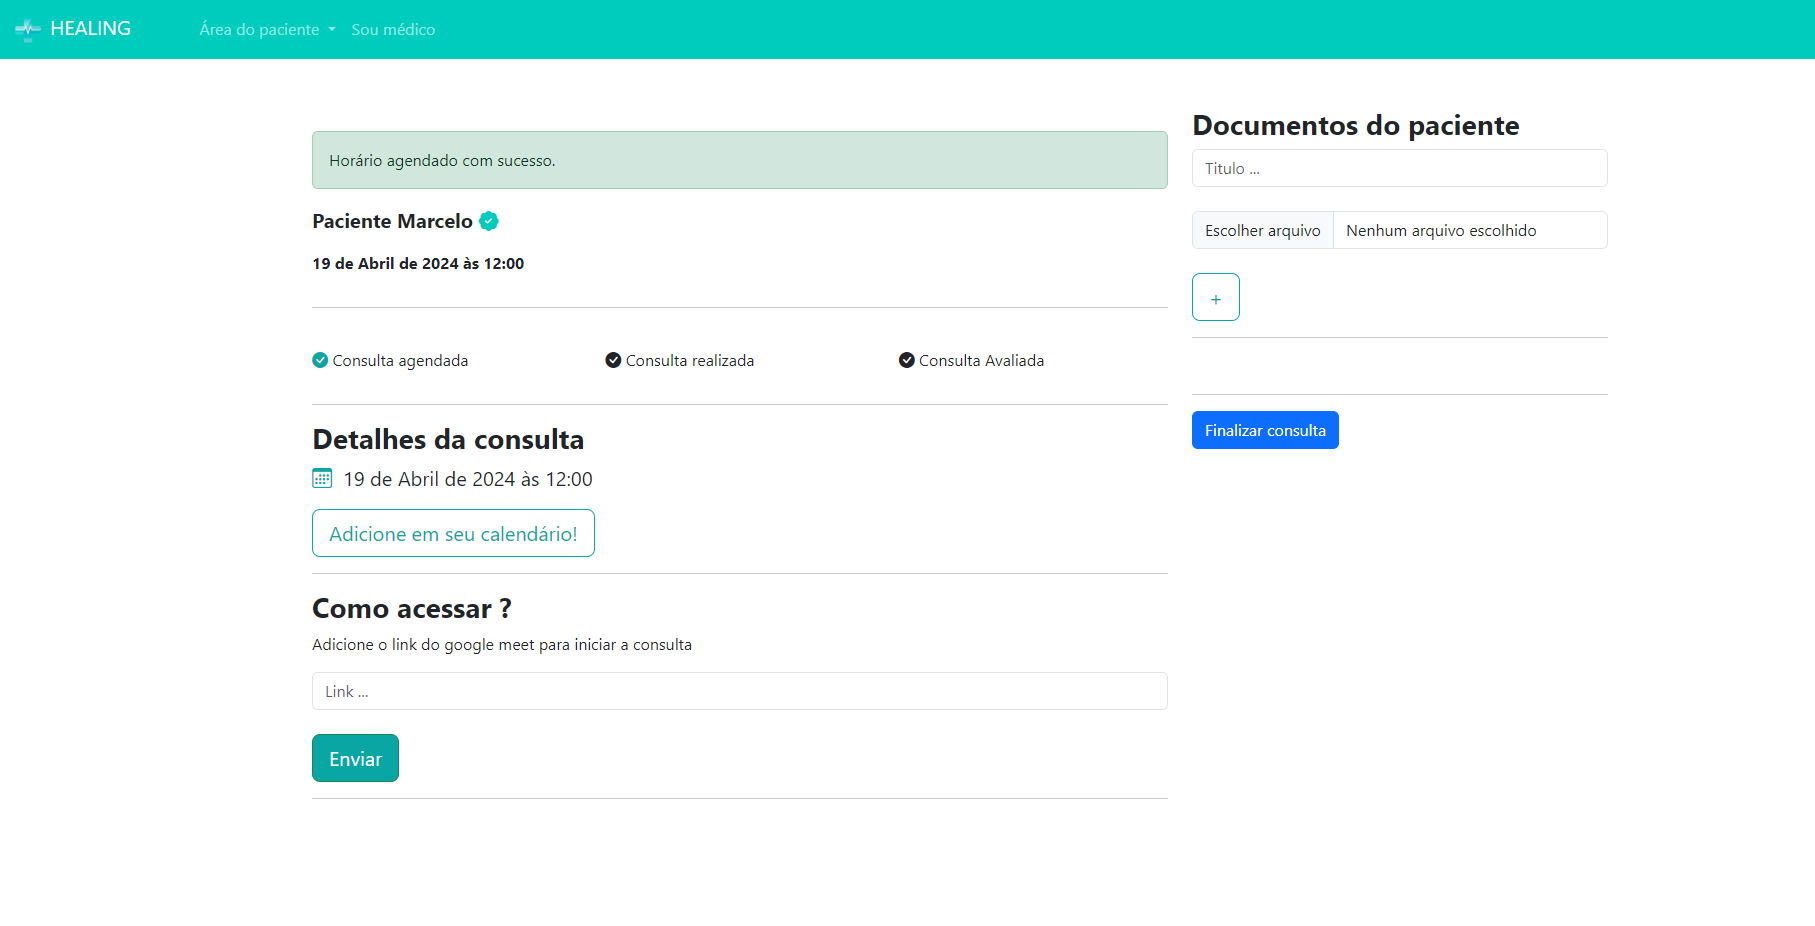 HEALING
Área do paciente
Sou médico
Horário agendado com sucesso.
Paciente Marcelo
19 de Abril de 2024 às 12:00
Consulta agendada
Consulta realizada
Consulta Avaliada
Detalhes da consulta
19 de Abril de 2024 às 12:00
Adicione em seu calendário!
Como acessar ?
Adicione o link do google meet para iniciar a consulta
Link ...
Enviar
Documentos do paciente
Titulo ...
Escolher arquivo
Nenhum arquivo escolhido
+
Finalizar consulta